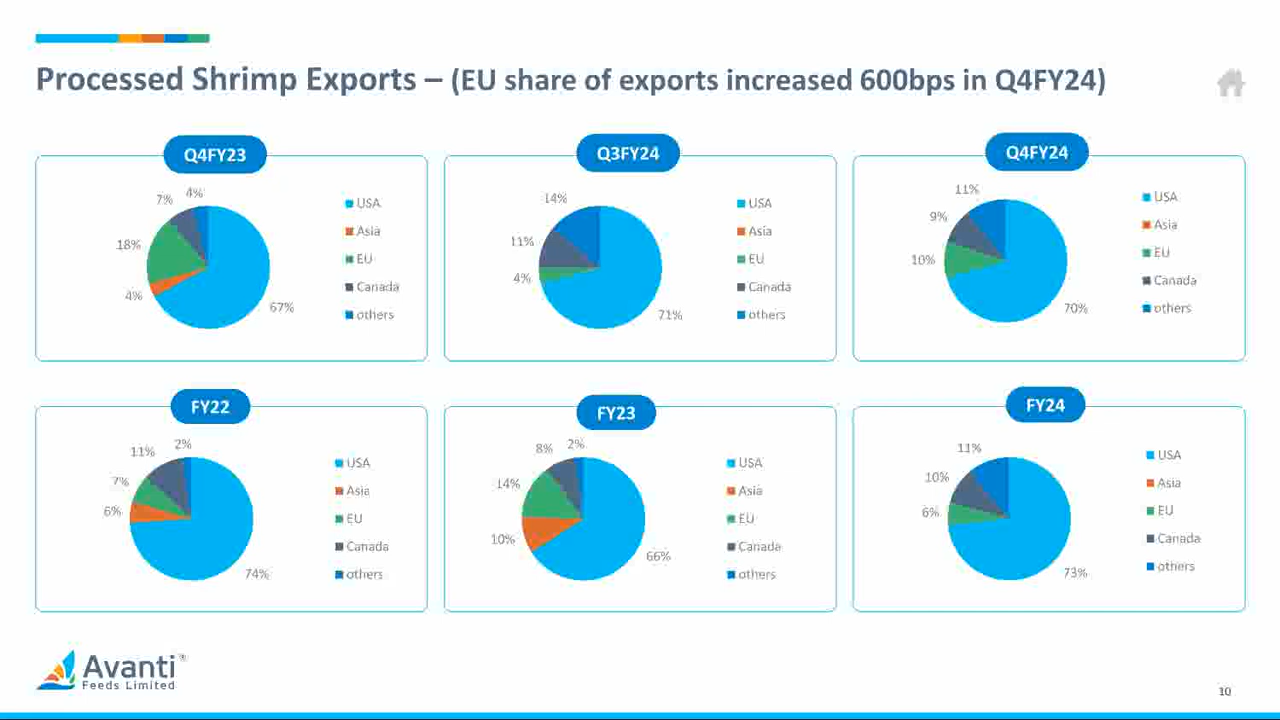 Processed Shrimp Exports – (EU share of exports increased 600bps in Q4FY24)
Q4FY23
4%
7%
18%
4%
67%
USA
Asia
EU
Canada
others
Q3FY24
14%
11%
4%
71%
USA
Asia
EU
Canada
others
Q4FY24
11%
9%
10%
70%
USA
Asia
EU
Canada
others
FY22
2%
11%
7%
6%
74%
USA
Asia
EU
Canada
others
FY23
2%
8%
14%
10%
66%
USA
Asia
EU
Canada
others
FY24
11%
10%
6%
73%
USA
Asia
EU
Canada
others
Avanti®
Feeds Limited
10